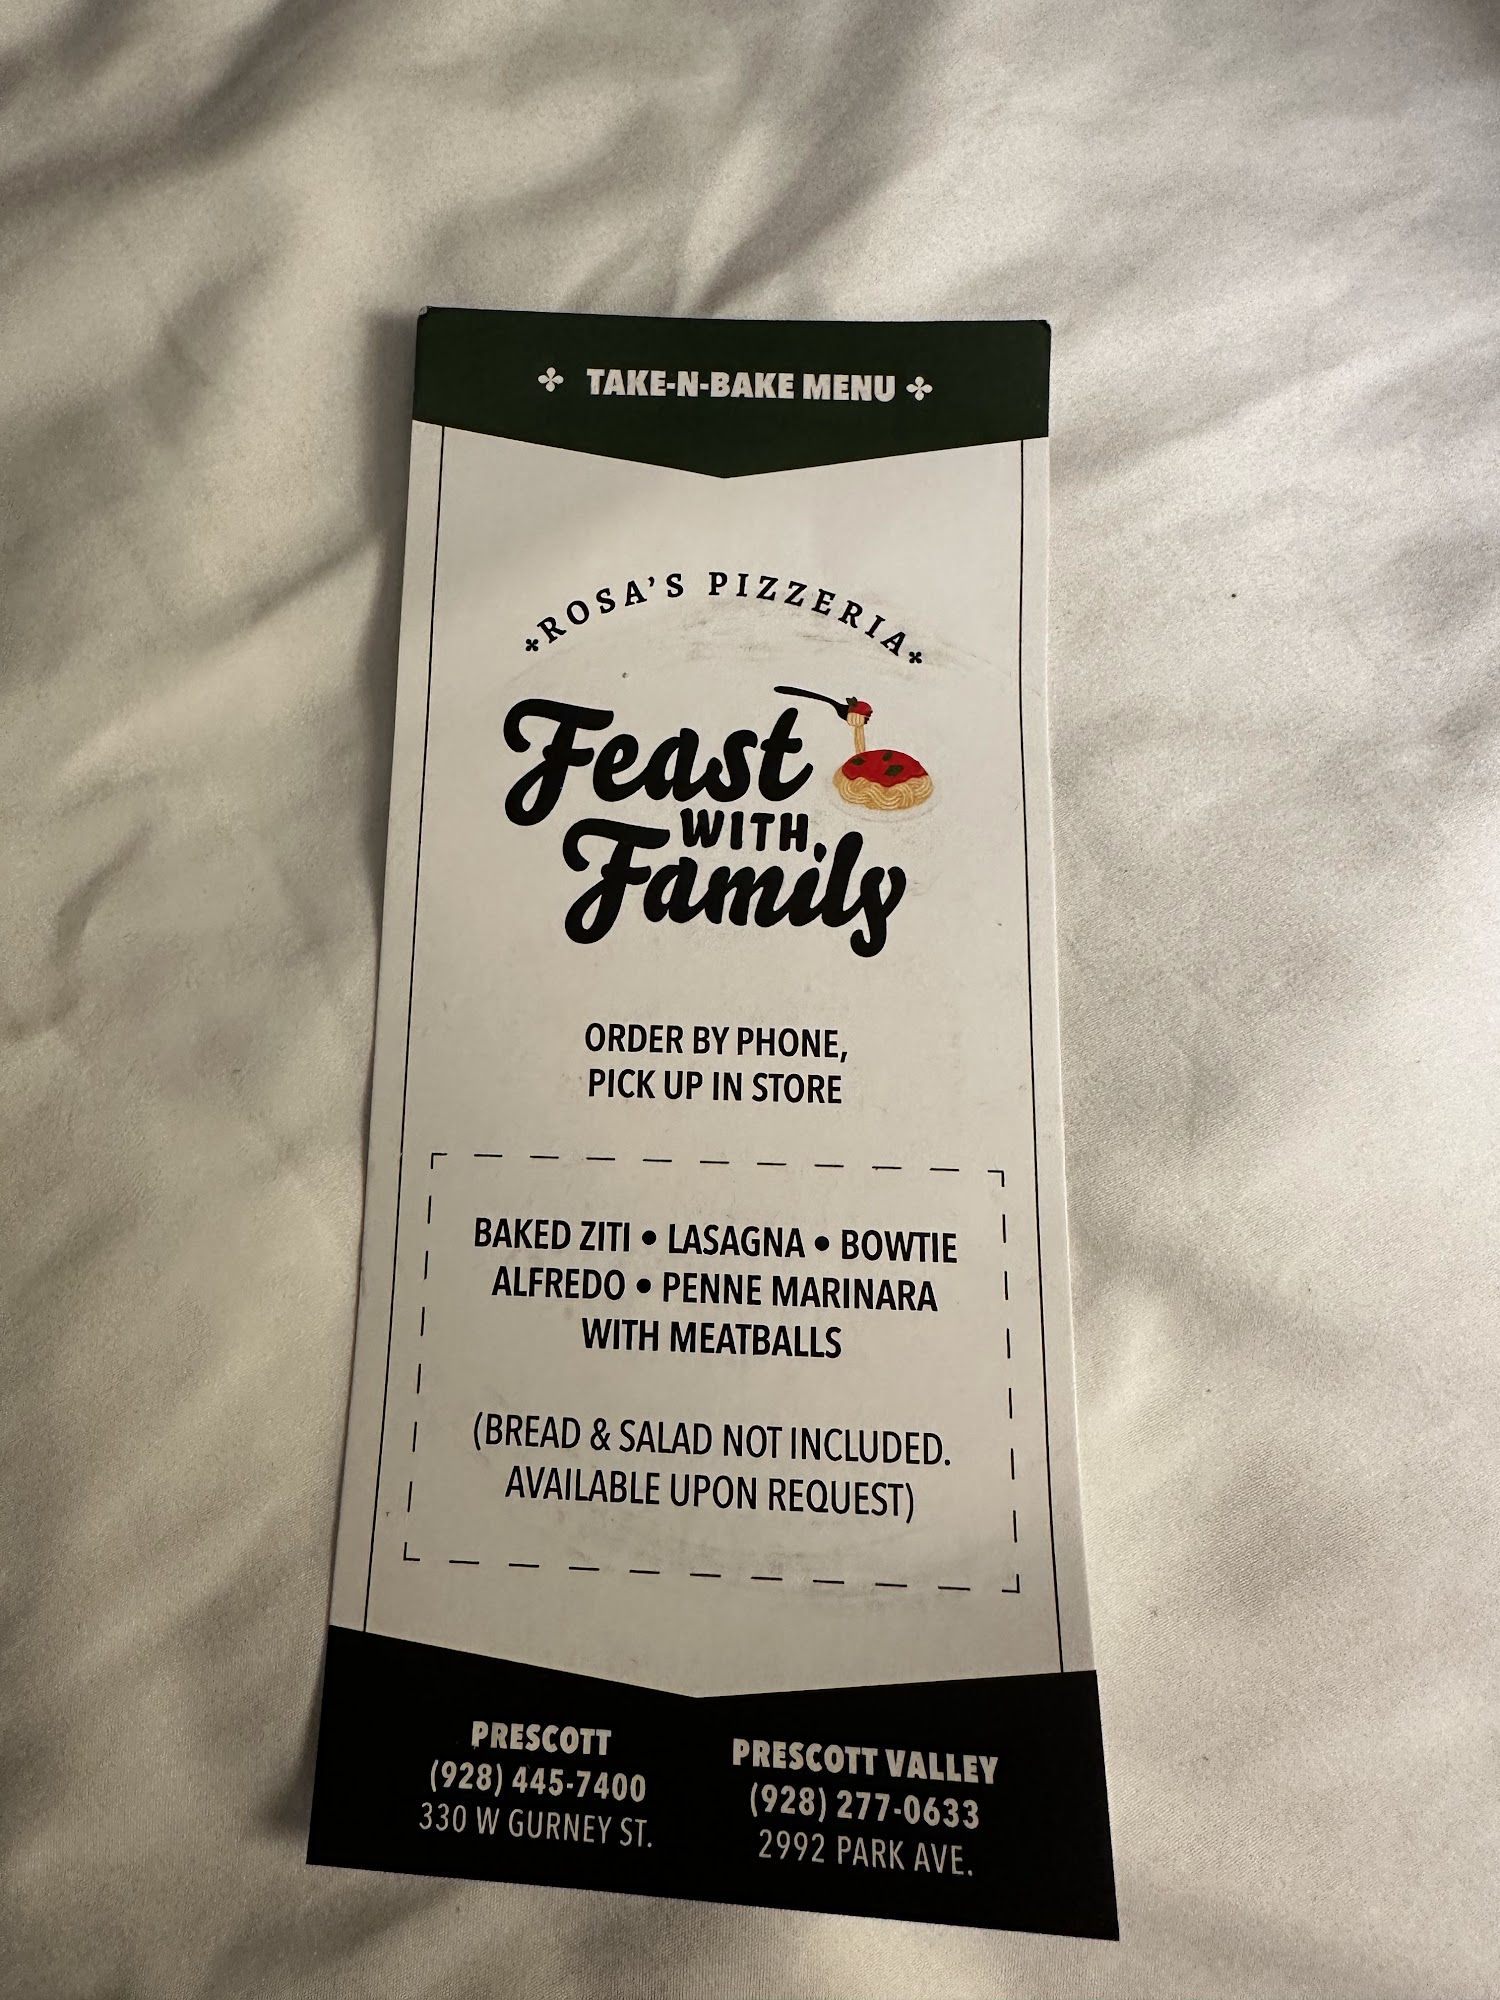 TAKE-N-BAKE MENU
ROSA'S PIZZERIA
Feast
WITH
Family
ORDER BY PHONE,
PICK UP IN STORE
BAKED ZITI • LASAGNA • BOWTIE
ALFREDO • PENNE MARINARA
WITH MEATBALLS
(BREAD & SALAD NOT INCLUDED.
AVAILABLE UPON REQUEST)
PRESCOTT
(928) 445-7400
330 W GURNEY ST.
PRESCOTT VALLEY
(928) 277-0633
2992 PARK AVE.